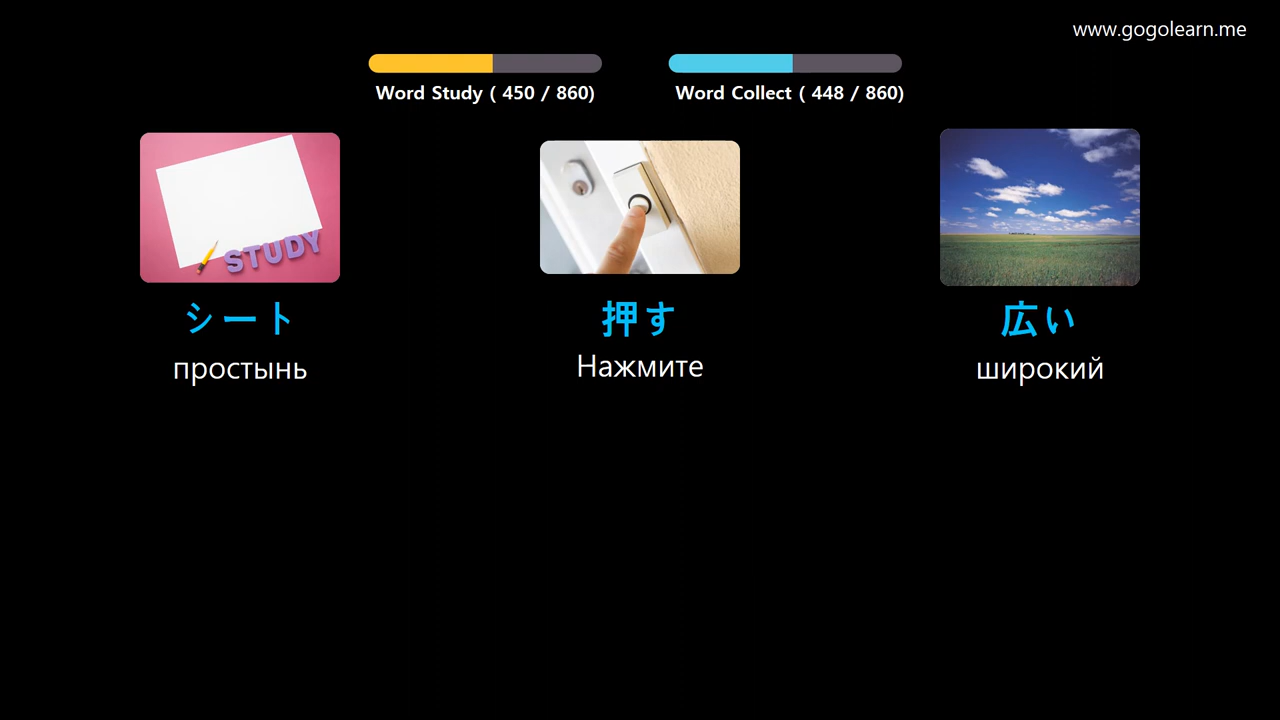 www.gogolearn.me
Word Study ( 450 / 860)
Word Collect ( 448 / 860)
STUDY
シート
押す
広い
простынь
Нажмите
широкий